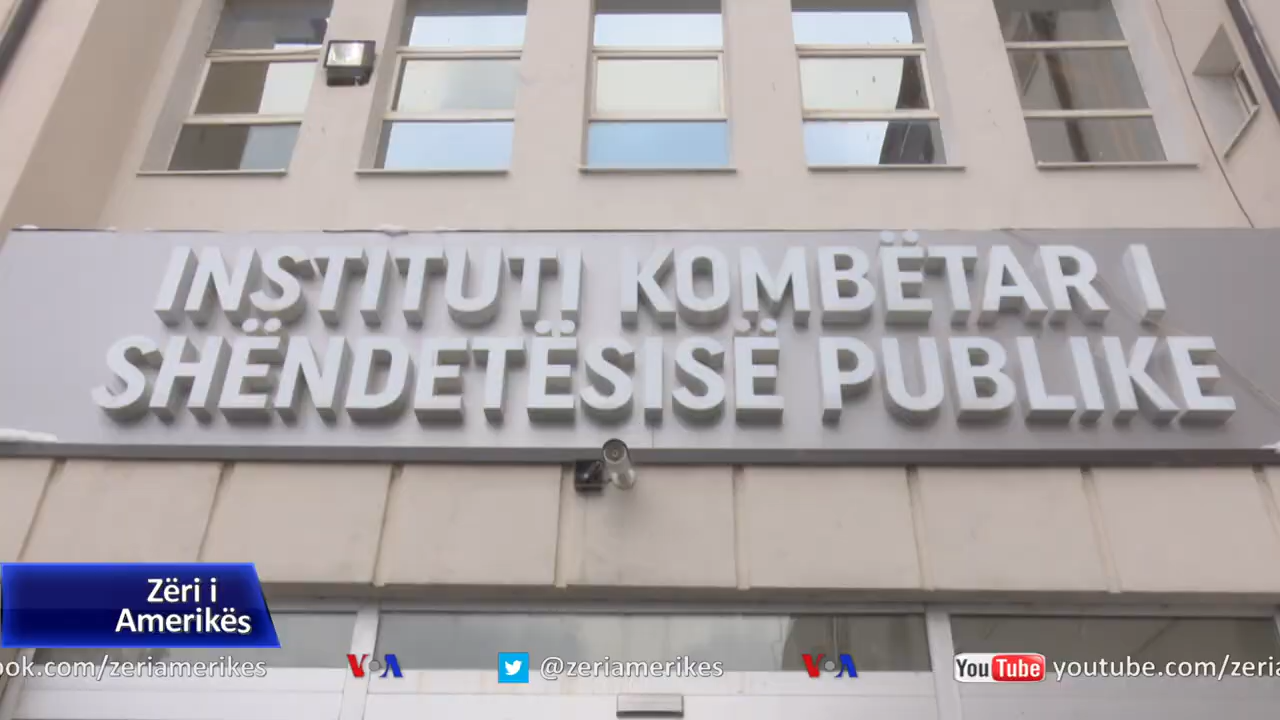 INSTITUTI KOMBËTAR I
SHËNDETËSISË PUBLIKE
Zëri i
Amerikës
ook.com/zeriamerikes
VOA
@zeriamerikes
VOA
YouTube youtube.com/zeria